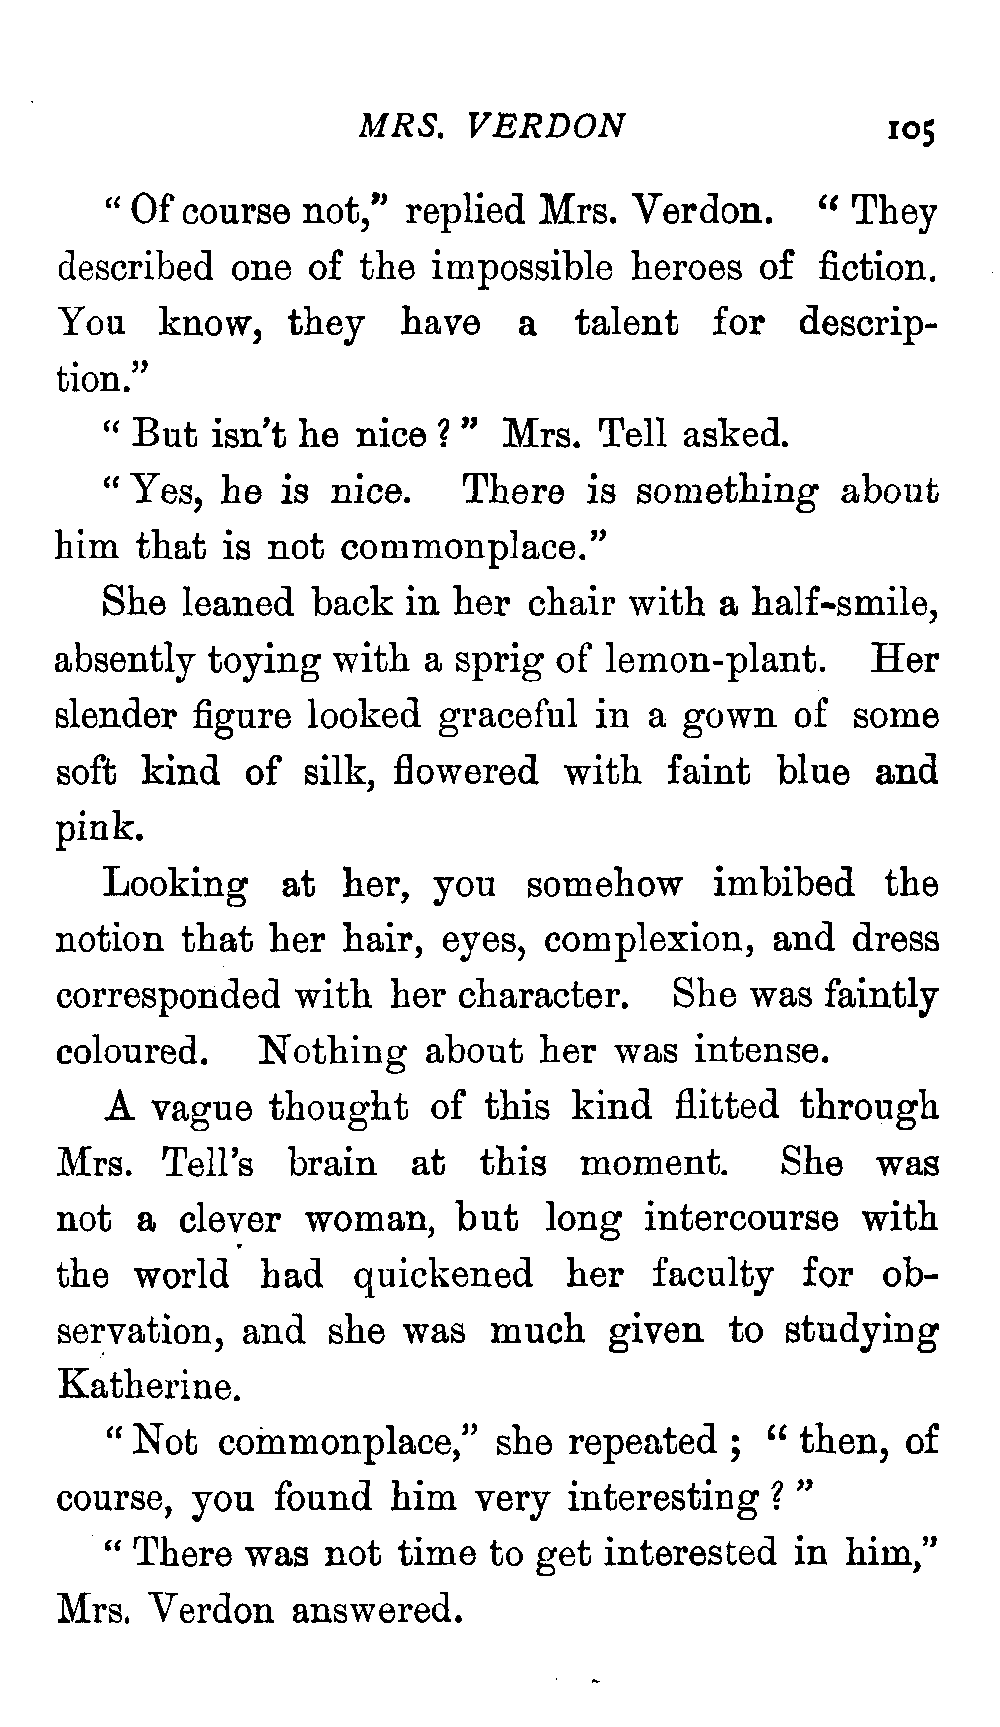 MRS. VERDON 105
“ Of course not,” replied Mrs. Verdon. “ They
described one of the impossible heroes of fiction.
You know, they have a talent for descrip-
tion.”
“ But isn’t he nice ? ” Mrs. Tell asked.
“ Yes, he is nice. There is something about
him that is not commonplace.”
She leaned back in her chair with a half-smile,
absently toying with a sprig of lemon-plant. Her
slender figure looked graceful in a gown of some
soft kind of silk, flowered with faint blue and
pink.
Looking at her, you somehow imbibed the
notion that her hair, eyes, complexion, and dress
corresponded with her character. She was faintly
coloured. Nothing about her was intense.
A vague thought of this kind flitted through
Mrs. Tell’s brain at this moment. She was
not a clever woman, but long intercourse with
the world had quickened her faculty for ob-
servation, and she was much given to studying
Katherine.
“ Not commonplace,” she repeated ; “ then, of
course, you found him very interesting ? ”
“ There was not time to get interested in him,”
Mrs. Verdon answered.